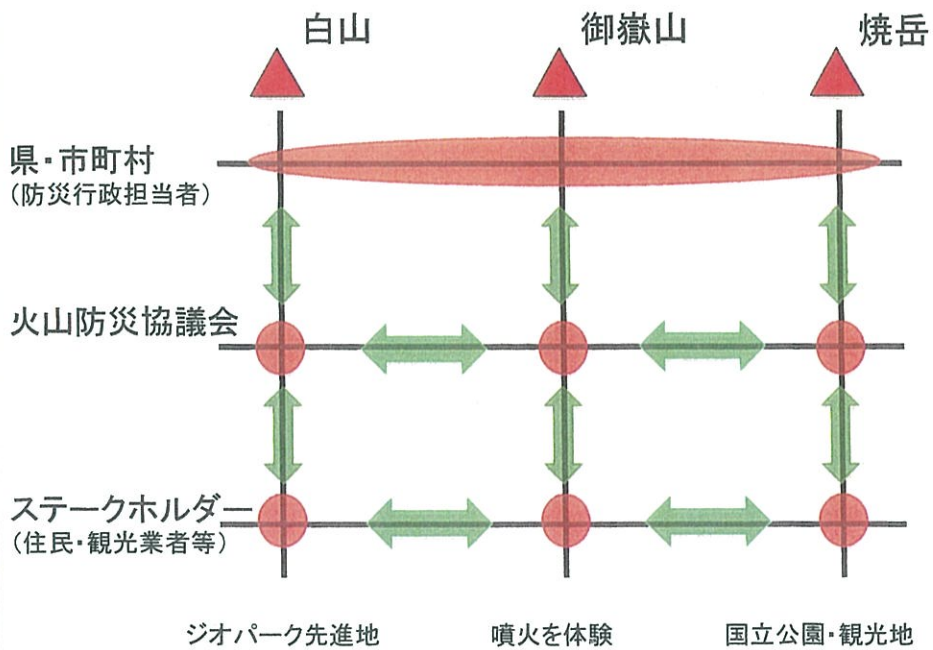 白山
御嶽山
焼岳
県・市町村
(防災行政担当者)
火山防災協議会
ステークホルダー
(住民・観光業者等)
ジオパーク先進地
噴火を体験
国立公園・観光地